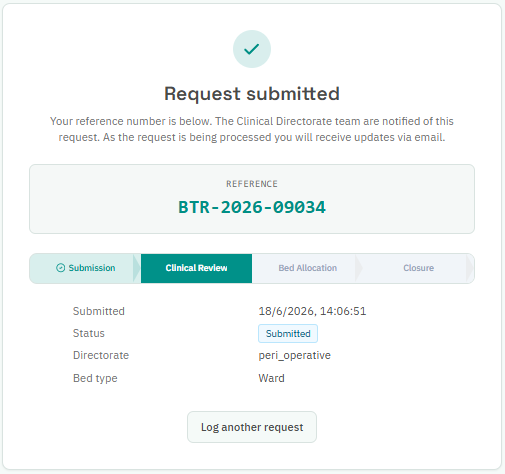 Request submitted
Your reference number is below. The Clinical Directorate team are notified of this
request. As the request is being processed you will receive updates via email.
REFERENCE
BTR-2026-09034
Submission
Clinical Review
Bed Allocation
Closure
Submitted 18/6/2026, 14:06:51
Status Submitted
Directorate peri_operative
Bed type Ward
Log another request